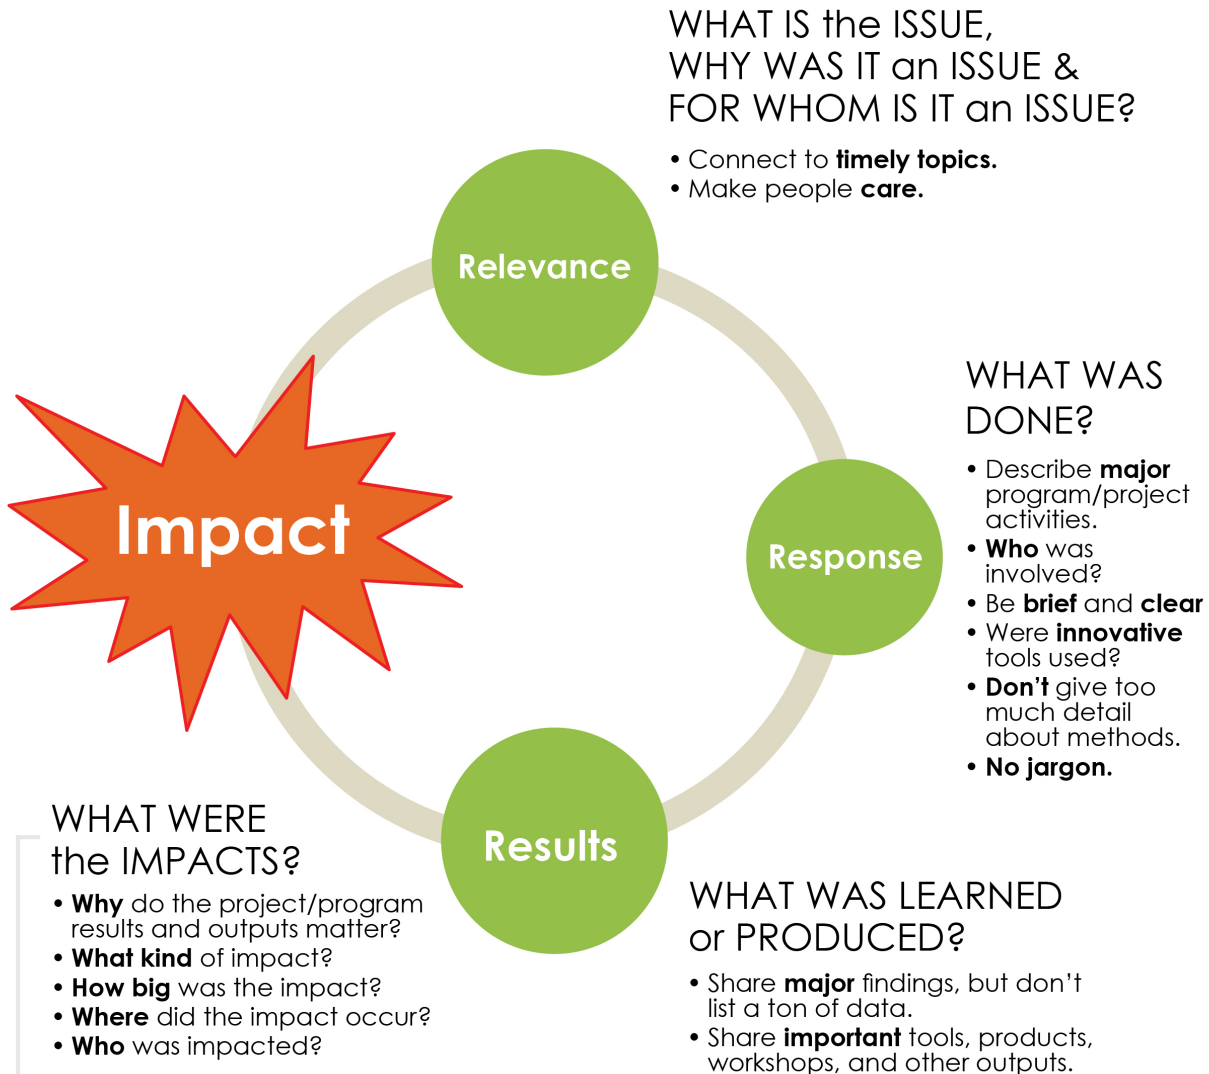 WHAT IS the ISSUE,
WHY WAS IT an ISSUE &
FOR WHOM IS IT an ISSUE?
• Connect to timely topics.
• Make people care.
Relevance
WHAT WAS
DONE?
• Describe major
program/project
activities.
• Who was
involved?
• Be brief and clear
• Were innovative
tools used?
• Don't give too
much detail
about methods.
• No jargon.
Response
Impact
Results
WHAT WERE
the IMPACTS?
• Why do the project/program
results and outputs matter?
• What kind of impact?
• How big was the impact?
• Where did the impact occur?
• Who was impacted?
WHAT WAS LEARNED
or PRODUCED?
• Share major findings, but don't
list a ton of data.
• Share important tools, products,
workshops, and other outputs.